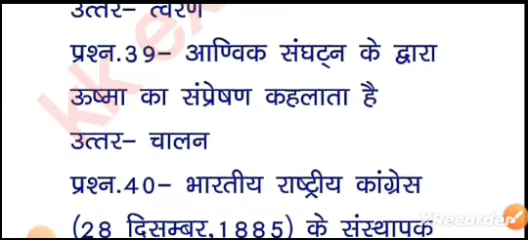 उत्तर- त्वरण
प्रश्न.39- आण्विक संघट्न के द्वारा
ऊष्मा का संप्रेषण कहलाता है
उत्तर- चालन
प्रश्न.40- भारतीय राष्ट्रीय कांग्रेस
(28 दिसम्बर,1885) के संस्थापक
XRecorder